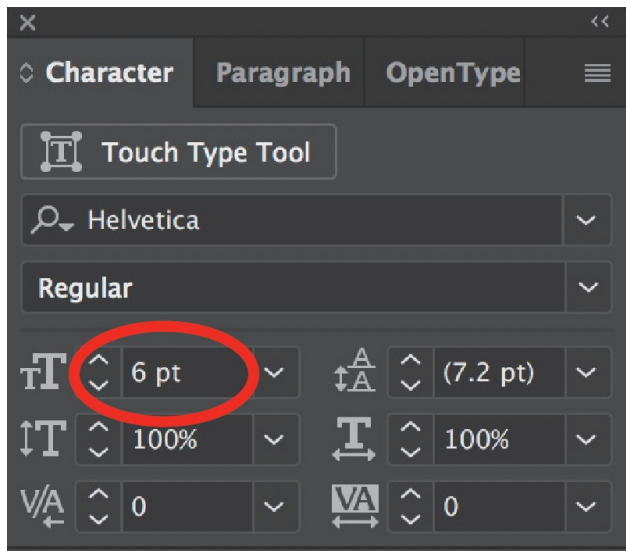 Character Paragraph OpenType
Touch Type Tool
Helvetica
Regular
6 pt (7.2 pt)
100% 100%
0 0